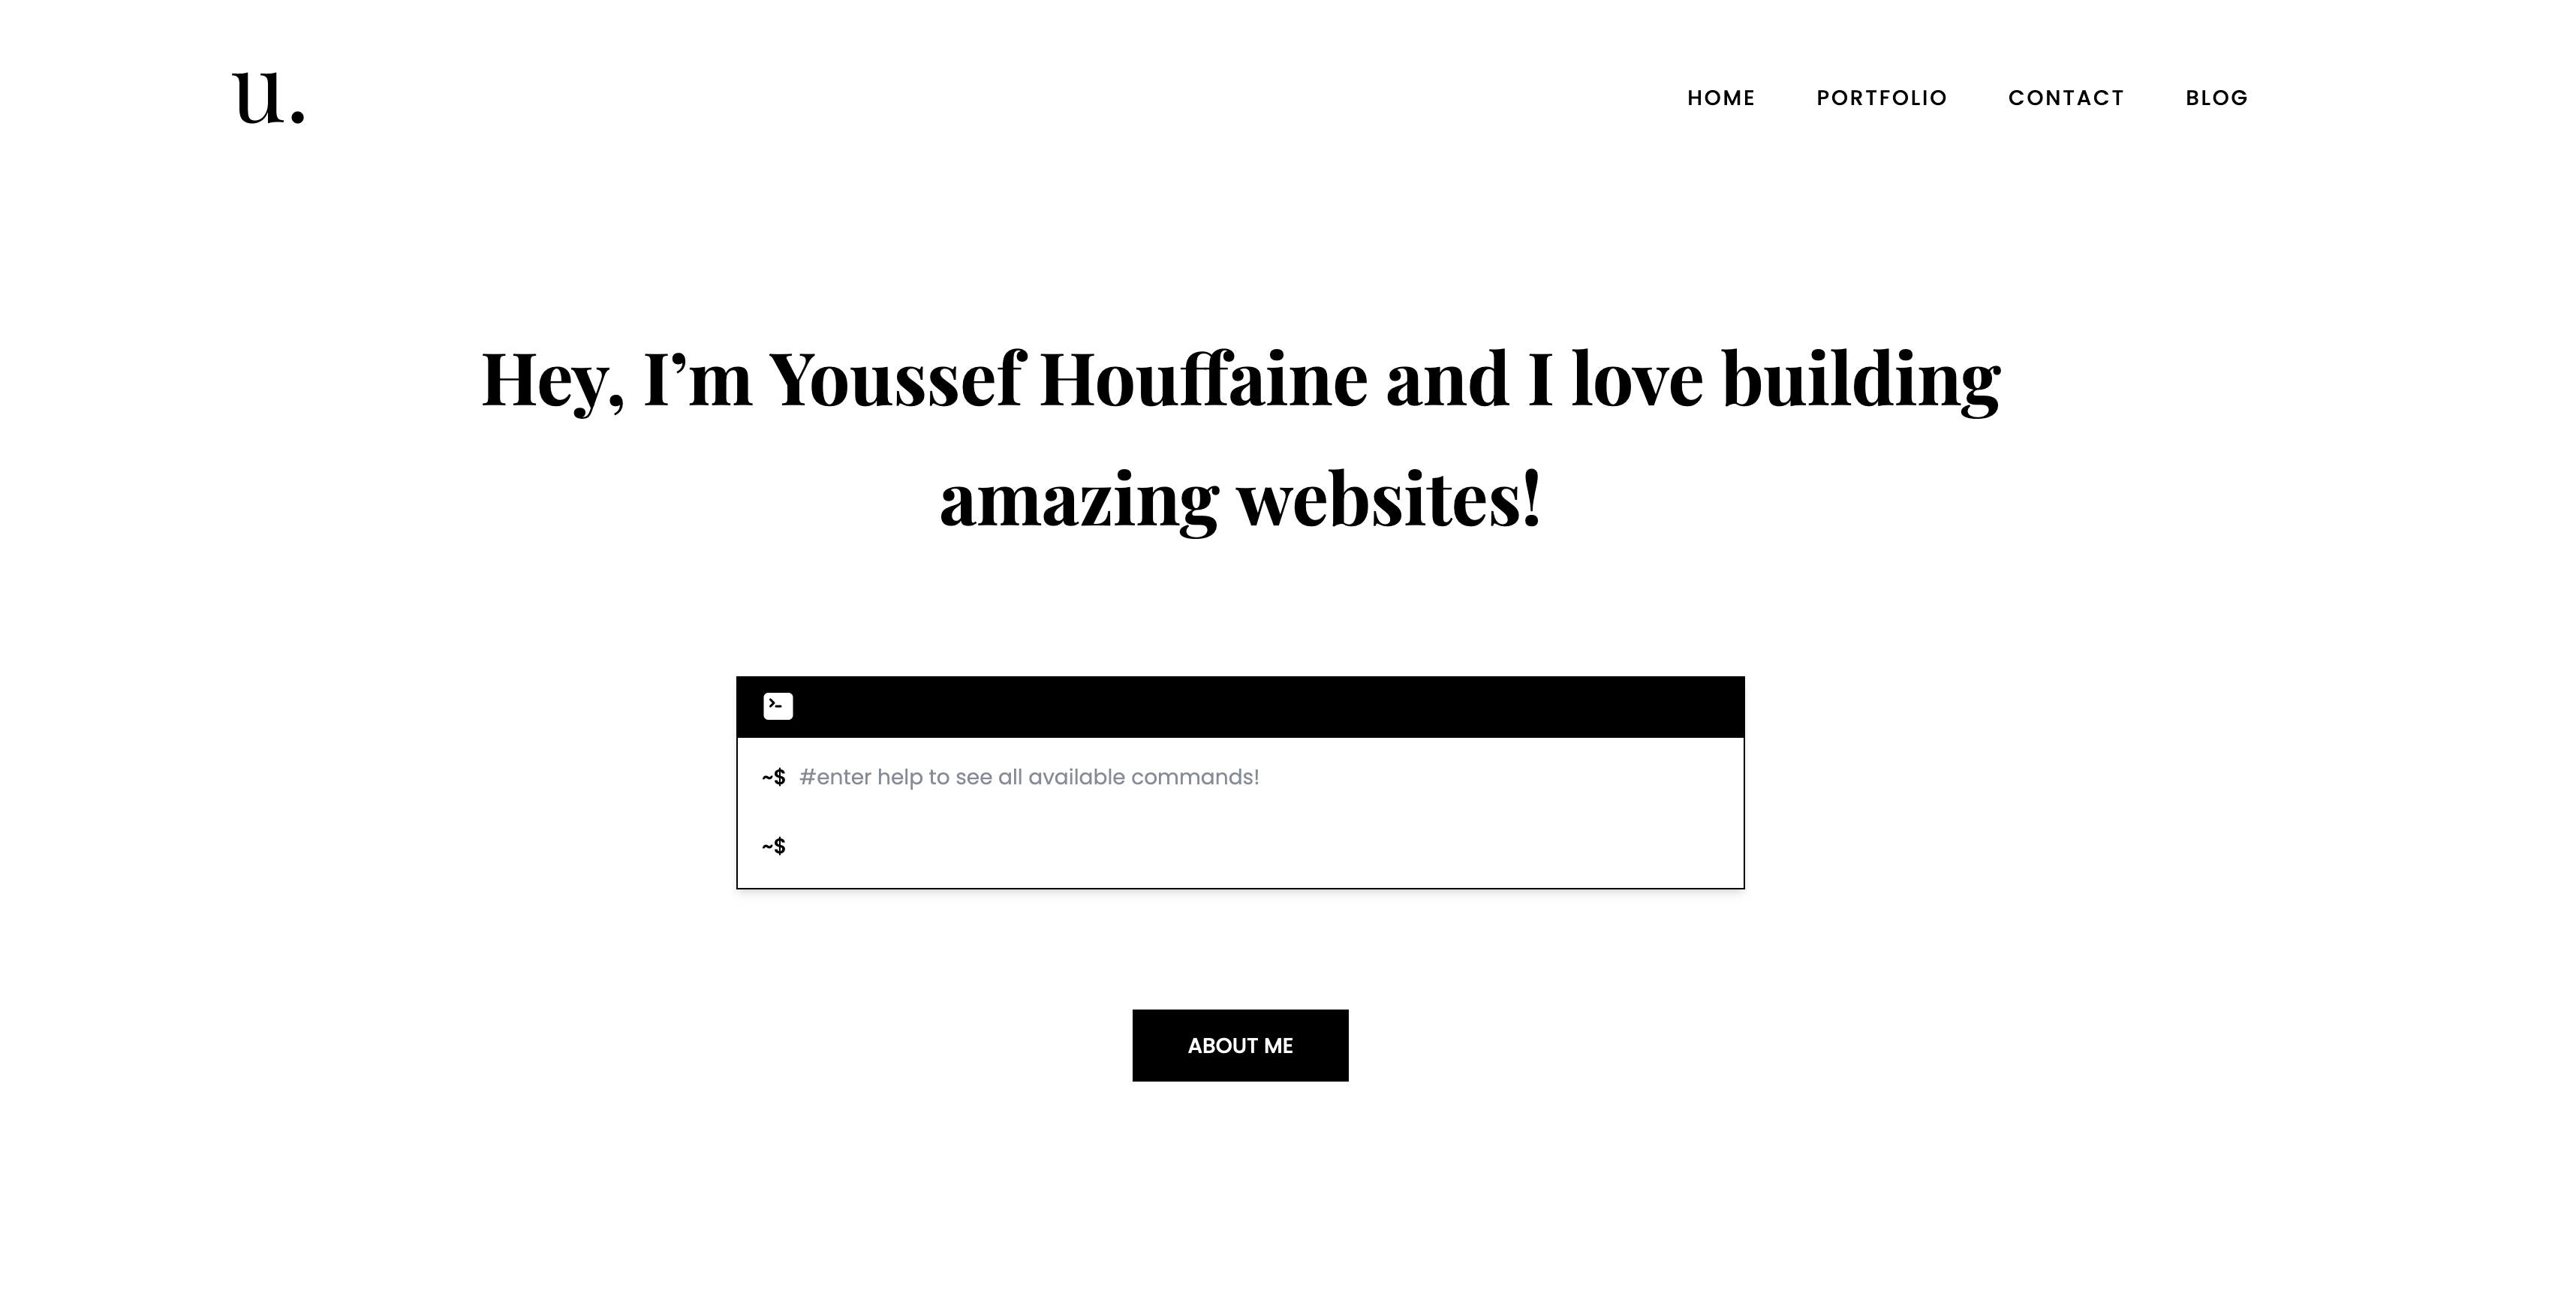 u.
HOME PORTFOLIO CONTACT BLOG
Hey, I’m Youssef Houffaine and I love building
amazing websites!
>-
~$ #enter help to see all available commands!
~$
ABOUT ME